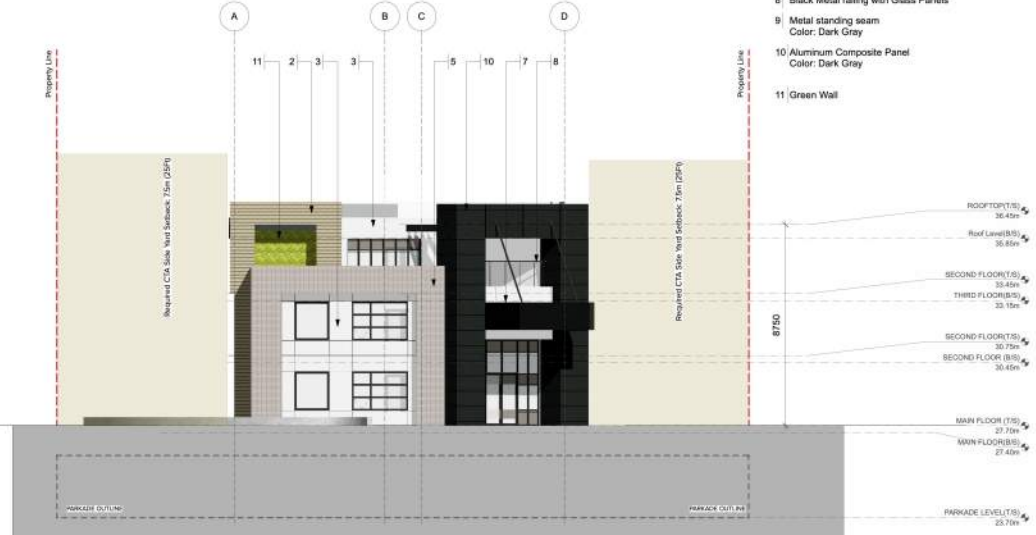 8 Black Metal railing with Glass Panels
9 Metal standing seam
Color: Dark Gray
10 Aluminum Composite Panel
Color: Dark Gray
11 Green Wall
A
B
C
D
11
2
3
3
5
10
7
8
Property Line
Property Line
Required CTA Side Yard Setback: 7.5m (25Ft)
Required CTA Side Yard Setback: 7.5m (25Ft)
8750
ROOFTOP(T/S)
36.45m
Roof Level(B/S)
35.85m
SECOND FLOOR(T/S)
33.45m
THIRD FLOOR(B/S)
33.15m
SECOND FLOOR(T/S)
30.75m
SECOND FLOOR (B/S)
30.45m
MAIN FLOOR (T/S)
27.70m
MAIN FLOOR(B/S)
27.40m
PARKADE OUTLINE
PARKADE OUTLINE
PARKADE LEVEL(T/S)
23.70m